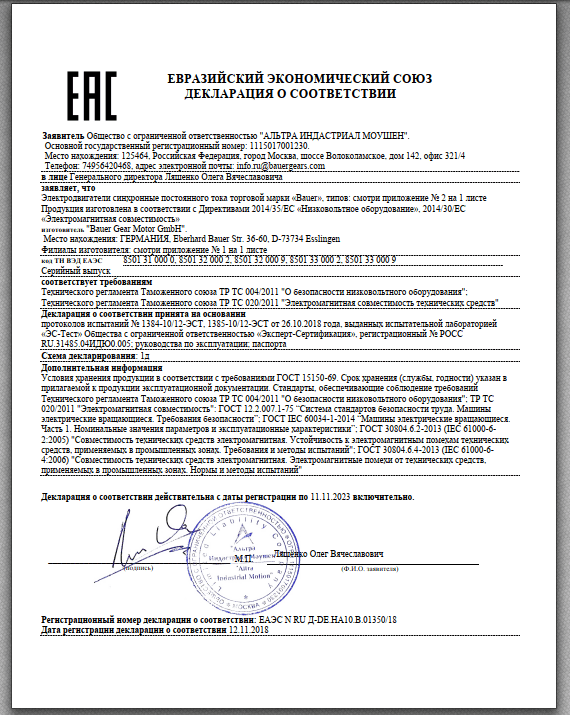 ЕАС
ЕВРАЗИЙСКИЙ ЭКОНОМИЧЕСКИЙ СОЮЗ
ДЕКЛАРАЦИЯ О СООТВЕТСТВИИ
Заявитель Общество с ограниченной ответственностью "АЛЬТРА ИНДАСТРИАЛ МОУШЕН".
Основной государственный регистрационный номер: 1115017001230.
Место нахождения: 125464, Российская Федерация, город Москва, шоссе Волоколамское, дом 142, офис 321/4
Телефон: 74956420468, адрес электронной почты: info.ru@bauergears.com
в лице Генерального директора Ляшенко Олега Вячеславовича
заявляет, что
Электродвигатели синхронные постоянного тока торговой марки «Bauer», типов: смотри приложение № 2 на 1 листе
Продукция изготовлена в соответствии с Директивами 2014/35/ЕС «Низковольтное оборудование», 2014/30/ЕС
«Электромагнитная совместимость»
изготовитель "Bauer Gear Motor GmbH".
Место нахождения: ГЕРМАНИЯ, Eberhard Bauer Str. 36-60, D-73734 Esslingen
Филиалы изготовителя: смотри приложение № 1 на 1 листе
код ТН ВЭД ЕАЭС 8501 31 000 0, 8501 32 000 2, 8501 32 000 9, 8501 33 000 2, 8501 33 000 9
Серийный выпуск
соответствует требованиям
Технического регламента Таможенного союза ТР ТС 004/2011 "О безопасности низковольтного оборудования";
Технического регламента Таможенного союза ТР ТС 020/2011 "Электромагнитная совместимость технических средств"
Декларация о соответствии принята на основании
протоколов испытаний № 1384-10/12-ЭСТ, 1385-10/12-ЭСТ от 26.10.2018 года, выданных испытательной лабораторией
«ЭС-Тест» Общества с ограниченной ответственностью «Эксперт-Сертификация», регистрационный № РОСС
RU.31485.04ИДЮ0.005; руководства по эксплуатации; паспорта
Схема декларирования: 1д
Дополнительная информация
Условия хранения продукции в соответствии с требованиями ГОСТ 15150-69. Срок хранения (службы, годности) указан в
прилагаемой к продукции эксплуатационной документации. Стандарты, обеспечивающие соблюдение требований
Технического регламента Таможенного союза ТР ТС 004/2011 "О безопасности низковольтного оборудования"; ТР ТС
020/2011 "Электромагнитная совместимость": ГОСТ 12.2.007.1-75 "Система стандартов безопасности труда. Машины
электрические вращающиеся. Требования безопасности"; ГОСТ IEC 60034-1-2014 "Машины электрические вращающиеся.
Часть 1. Номинальные значения параметров и эксплуатационные характеристики"; ГОСТ 30804.6.2-2013 (IEC 61000-6-
2:2005) "Совместимость технических средств электромагнитная. Устойчивость к электромагнитным помехам технических
средств, применяемых в промышленных зонах. Требования и методы испытаний"; ГОСТ 30804.6.4-2013 (IEC 61000-6-
4:2006) "Совместимость технических средств электромагнитная. Электромагнитные помехи от технических средств,
применяемых в промышленных зонах. Нормы и методы испытаний"
Декларация о соответствии действительна с даты регистрации по 11.11.2023 включительно.
"Альтра
Индастриал Моушен"
Industrial Motion"
М.П.
Ляшенко Олег Вячеславович
(подпись)
(Ф.И.О. заявителя)
Регистрационный номер декларации о соответствии: ЕАЭС N RU Д-DE.НА10.В.01350/18
Дата регистрации декларации о соответствии 12.11.2018